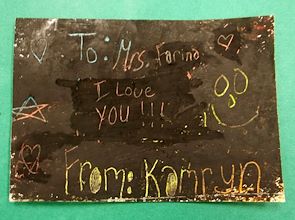 To: Mrs. Farino
I love
YOU !!!
From: Kamryn